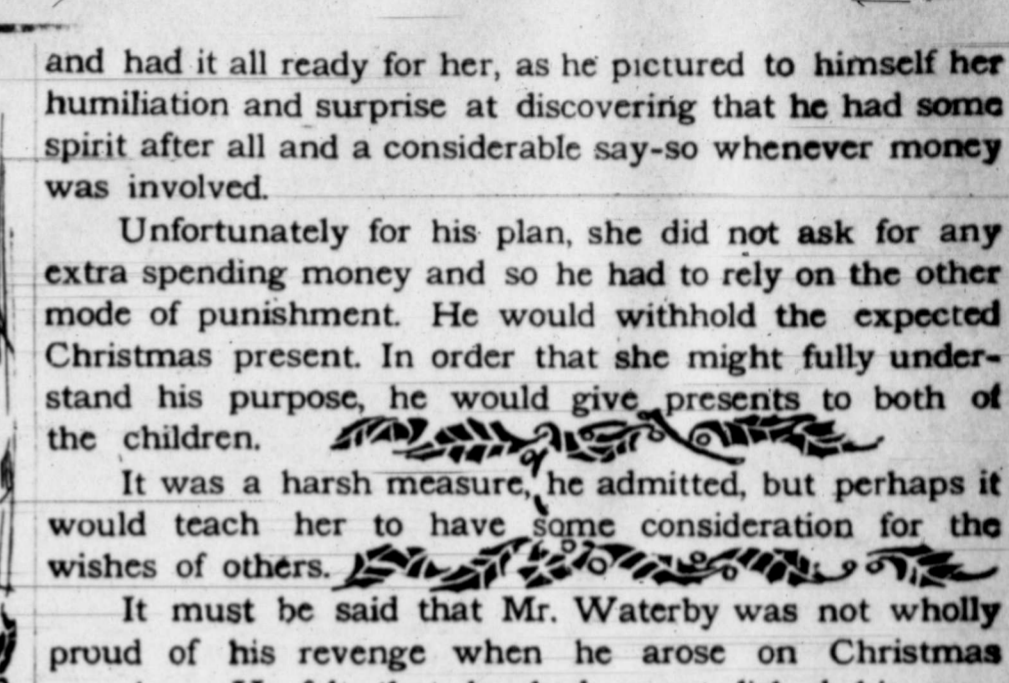 and had it all ready for her, as he pictured to himself her
humiliation and surprise at discovering that he had some
spirit after all and a considerable say-so whenever money
was involved.
Unfortunately for his plan, she did not ask for any
extra spending money and so he had to rely on the other
mode of punishment. He would withhold the expected
Christmas present. In order that she might fully under-
stand his purpose, he would give presents to both of
the children.
It was a harsh measure, he admitted, but perhaps it
would teach her to have some consideration for the
wishes of others.
It must be said that Mr. Waterby was not wholly
proud of his revenge when he arose on Christmas